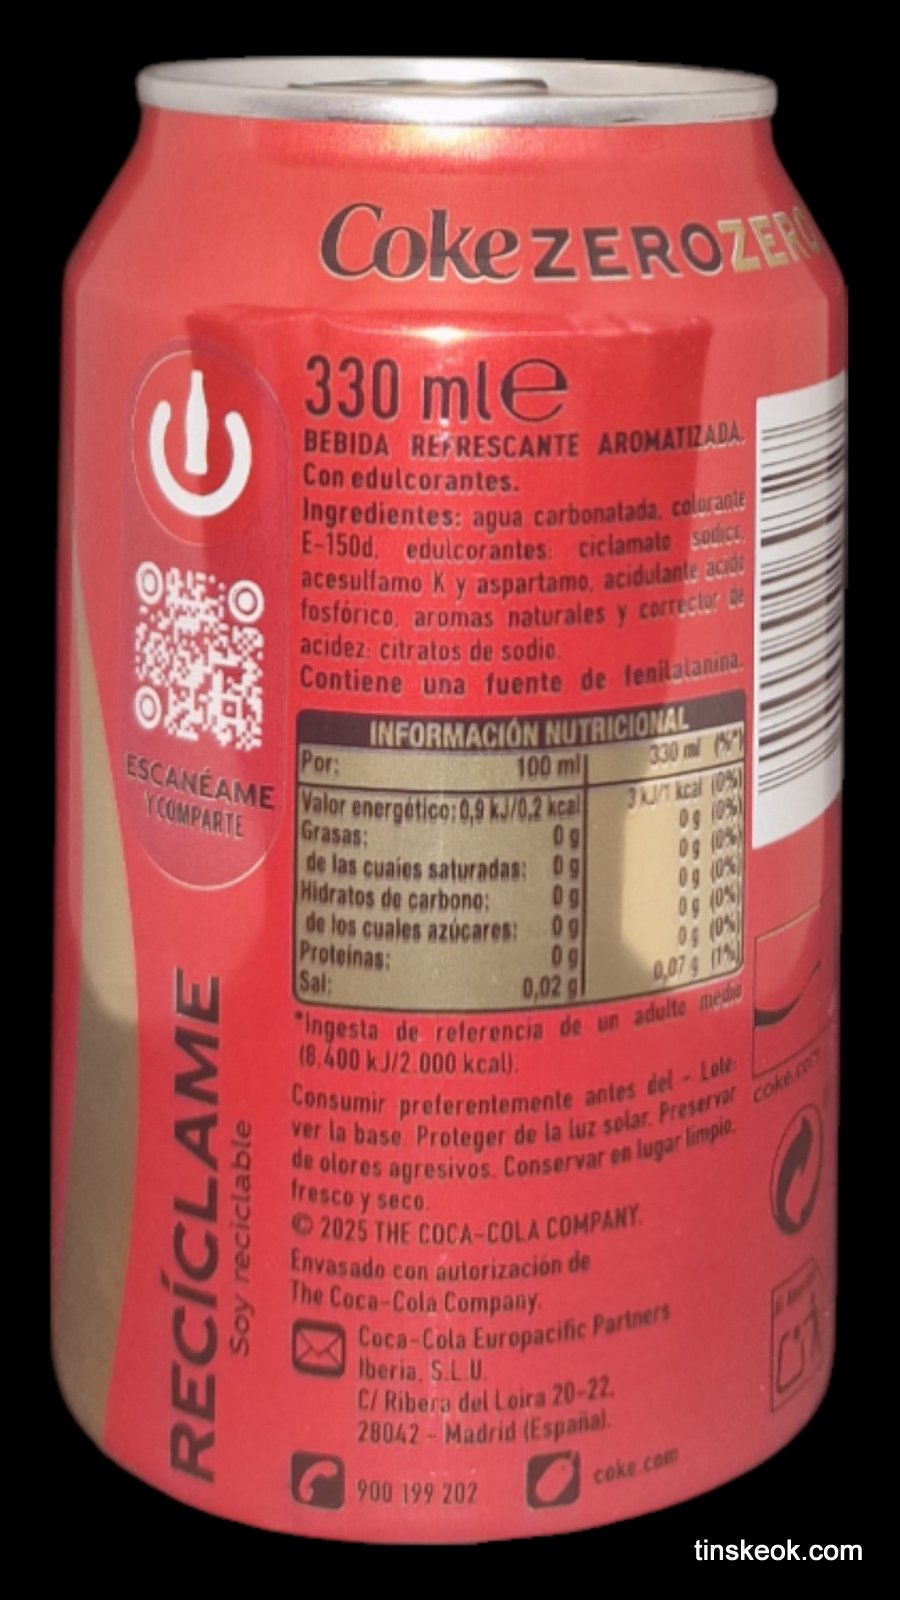 Coke ZERO ZERO
330 ml e
BEBIDA REFRESCANTE AROMATIZADA.
Con edulcorantes.
Ingredientes: agua carbonatada, colorante
E-150d, edulcorantes: ciclamato sódico,
acesulfamo K y aspartamo, acidulante ácido
fosfórico, aromas naturales y corrector de
acidez: citratos de sodio.
Contiene una fuente de fenilalanina.
ESCANÉAME
Y COMPARTE
INFORMACIÓN NUTRICIONAL
Por: 100 ml 330 ml (%*)
Valor energético: 0,9 kJ/0,2 kcal 3 kJ/1 kcal (0%)
Grasas: 0 g 0 g (0%)
de las cuales saturadas: 0 g 0 g (0%)
Hidratos de carbono: 0 g 0 g (0%)
de los cuales azúcares: 0 g 0 g (0%)
Proteínas: 0 g 0 g (0%)
Sal: 0,02 g 0,07 g (1%)
*Ingesta de referencia de un adulto medio
(8.400 kJ/2.000 kcal).
Consumir preferentemente antes del - Lote:
ver la base. Proteger de la luz solar. Preservar
de olores agresivos. Conservar en lugar limpio,
fresco y seco.
© 2025 THE COCA-COLA COMPANY.
Envasado con autorización de
The Coca-Cola Company.
Coca-Cola Europacific Partners
Iberia, S.L.U.
C/ Ribera del Loira 20-22.
28042 - Madrid (España).
900 199 202 coke.com
RECÍCLAME
Soy reciclable
coke.com
tinskeok.com